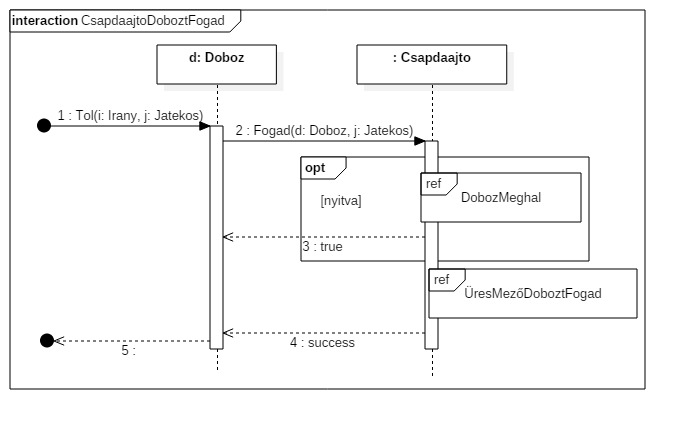 interaction CsapdaajtoDoboztFogad
d: Doboz
: Csapdaajto
1 : Tol(i: Irany, j: Jatekos)
2 : Fogad(d: Doboz, j: Jatekos)
opt
ref
[nyitva]
DobozMeghal
3 : true
ref
ÜresMezőDoboztFogad
4 : success
5 :